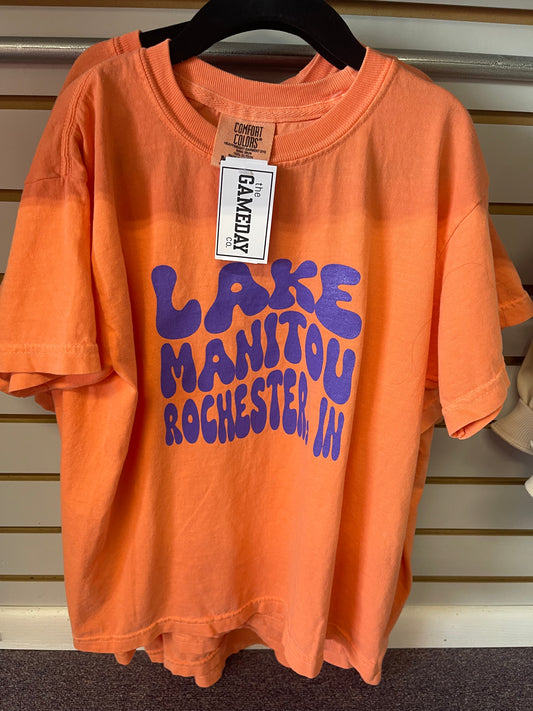 COMFORT
COLORS
the
GAMEDAY
CO.
LAKE
MANITOU
ROCHESTER, IN